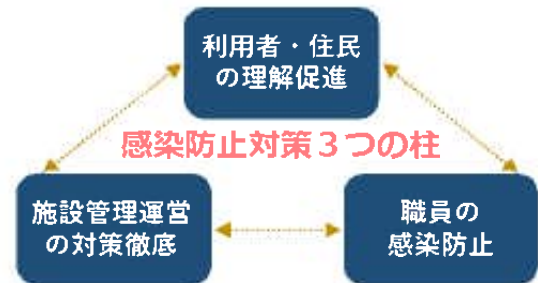 利用者・住民
の理解促進
感染防止対策３つの柱
施設管理運営
の対策徹底
職員の
感染防止